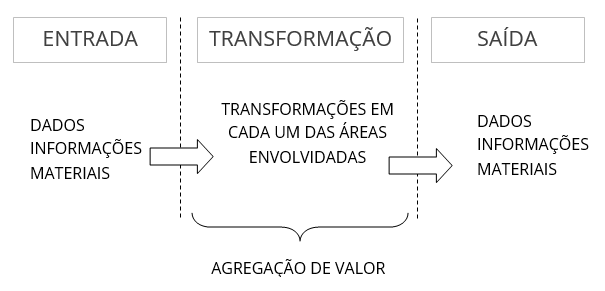 ENTRADA
TRANSFORMAÇÃO
SAÍDA
DADOS
INFORMAÇÕES
MATERIAIS
TRANSFORMAÇÕES EM
CADA UM DAS ÁREAS
ENVOLVIDADAS
DADOS
INFORMAÇÕES
MATERIAIS
AGREGAÇÃO DE VALOR